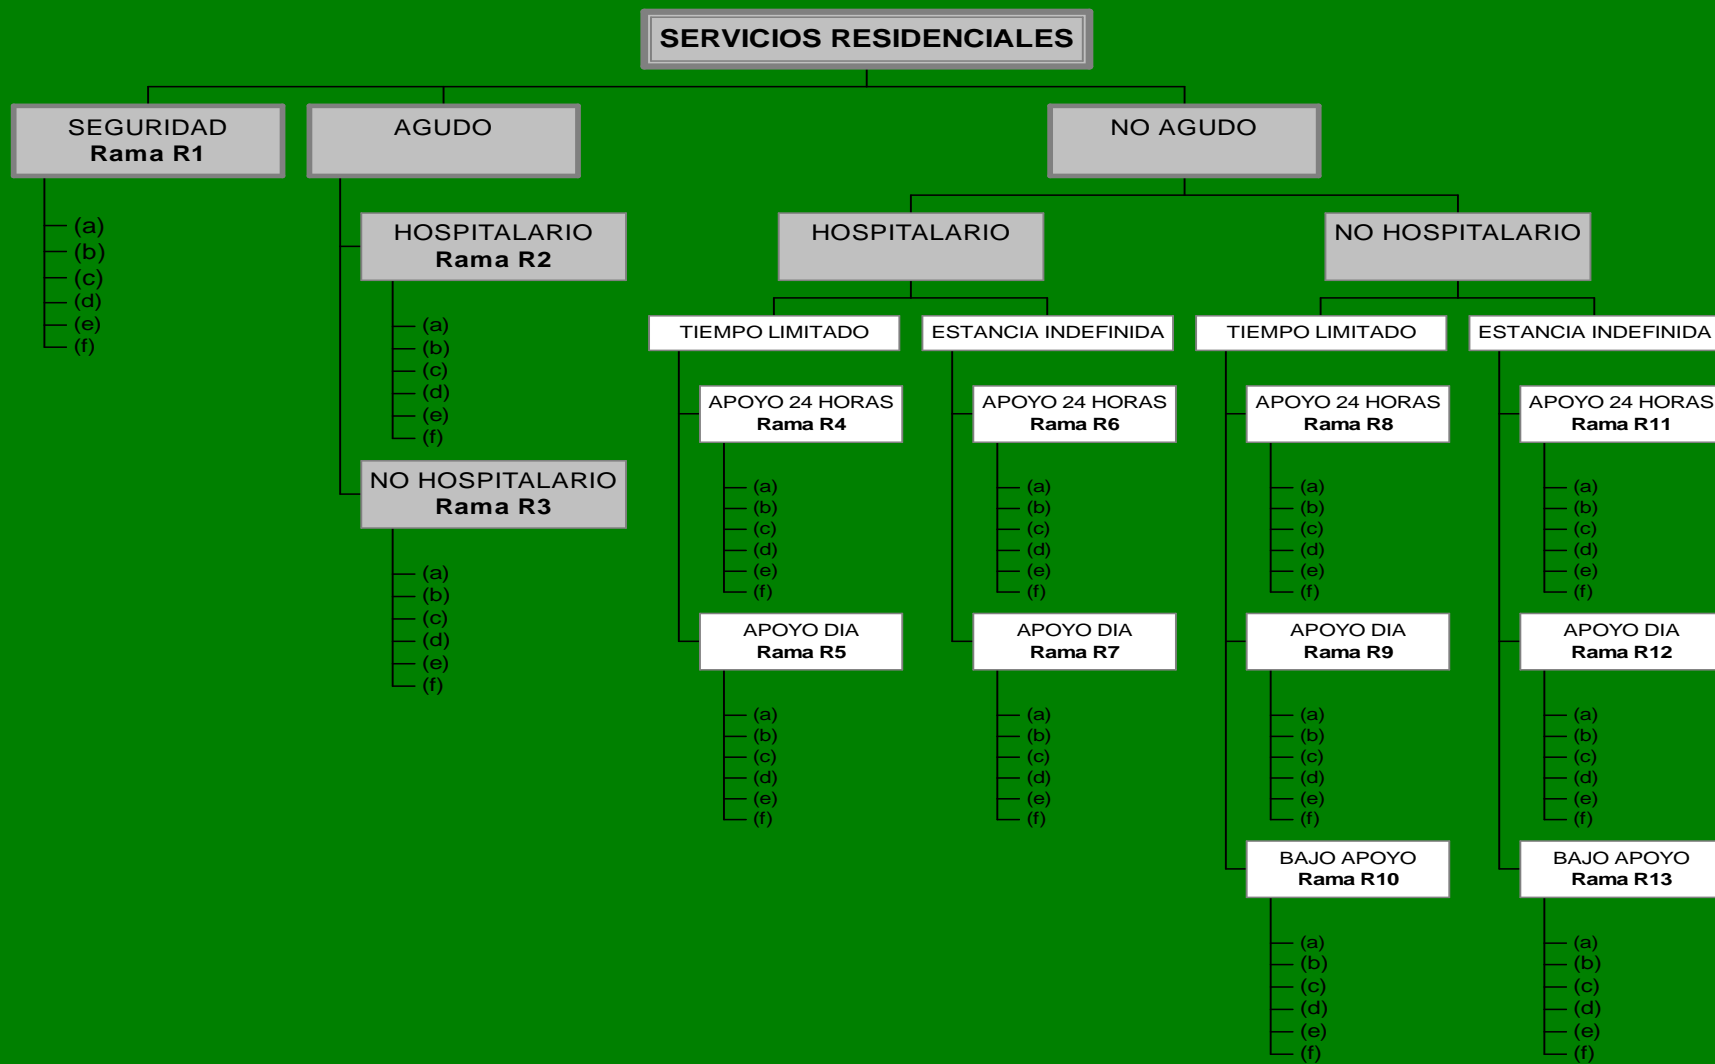 SERVICIOS RESIDENCIALES
SEGURIDAD
Rama R1
(a)
(b)
(c)
(d)
(e)
(f)
AGUDO
HOSPITALARIO
Rama R2
(a)
(b)
(c)
(d)
(e)
(f)
NO HOSPITALARIO
Rama R3
(a)
(b)
(c)
(d)
(e)
(f)
NO AGUDO
HOSPITALARIO
TIEMPO LIMITADO
APOYO 24 HORAS
Rama R4
(a)
(b)
(c)
(d)
(e)
(f)
APOYO DIA
Rama R5
(a)
(b)
(c)
(d)
(e)
(f)
ESTANCIA INDEFINIDA
APOYO 24 HORAS
Rama R6
(a)
(b)
(c)
(d)
(e)
(f)
APOYO DIA
Rama R7
(a)
(b)
(c)
(d)
(e)
(f)
NO HOSPITALARIO
TIEMPO LIMITADO
APOYO 24 HORAS
Rama R8
(a)
(b)
(c)
(d)
(e)
(f)
APOYO DIA
Rama R9
(a)
(b)
(c)
(d)
(e)
(f)
BAJO APOYO
Rama R10
(a)
(b)
(c)
(d)
(e)
(f)
ESTANCIA INDEFINIDA
APOYO 24 HORAS
Rama R11
(a)
(b)
(c)
(d)
(e)
(f)
APOYO DIA
Rama R12
(a)
(b)
(c)
(d)
(e)
(f)
BAJO APOYO
Rama R13
(a)
(b)
(c)
(d)
(e)
(f)